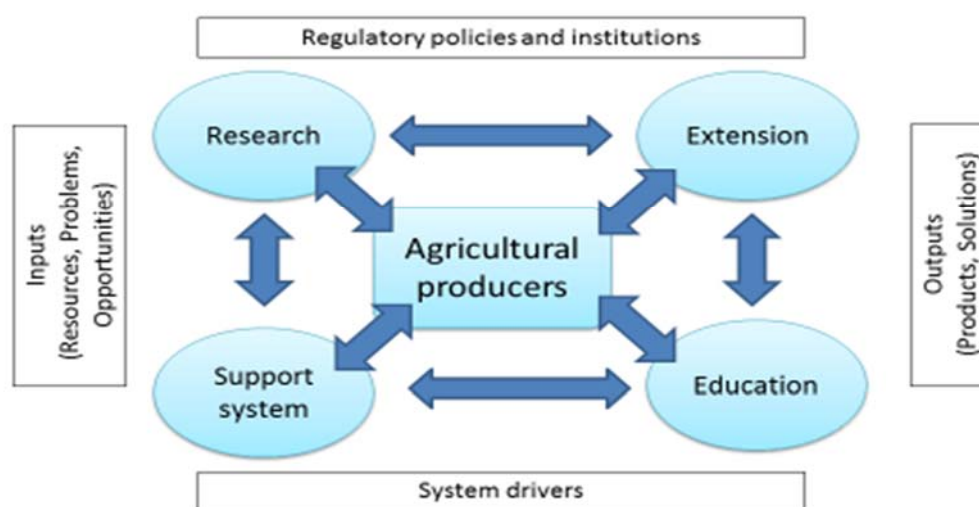 Regulatory policies and institutions
Research
Extension
Inputs
(Resources, Problems,
Opportunities)
Agricultural
producers
Outputs
(Products, Solutions)
Support
system
Education
System drivers